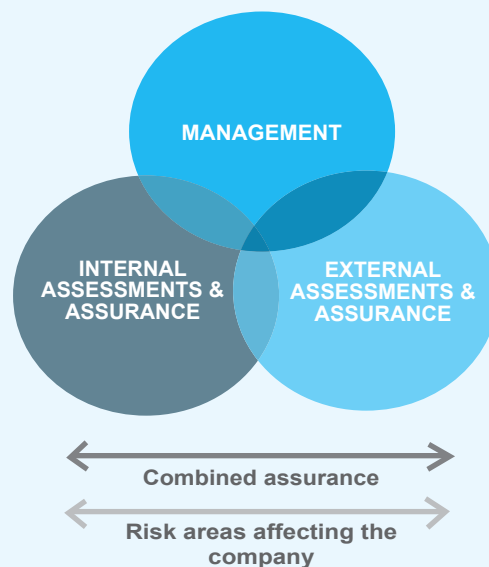 MANAGEMENT
INTERNAL
ASSESSMENTS &
ASSURANCE
EXTERNAL
ASSESSMENTS &
ASSURANCE
Combined assurance
Risk areas affecting the
company